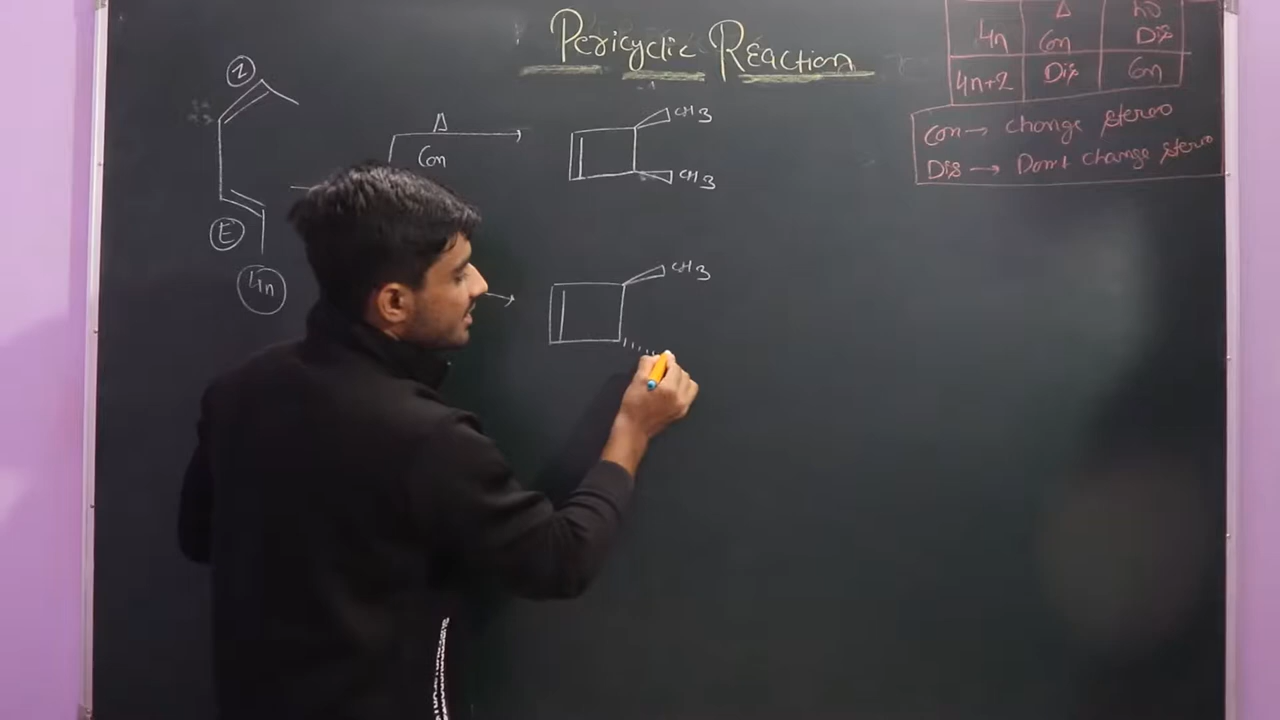 Pericyclic Reaction
Δ hυ
4n Con Dis
4n+2 Dis Con
Con → change stereo
Dis → Don't change stereo
Z
Δ
Con
CH3
CH3
E
4n
CH3